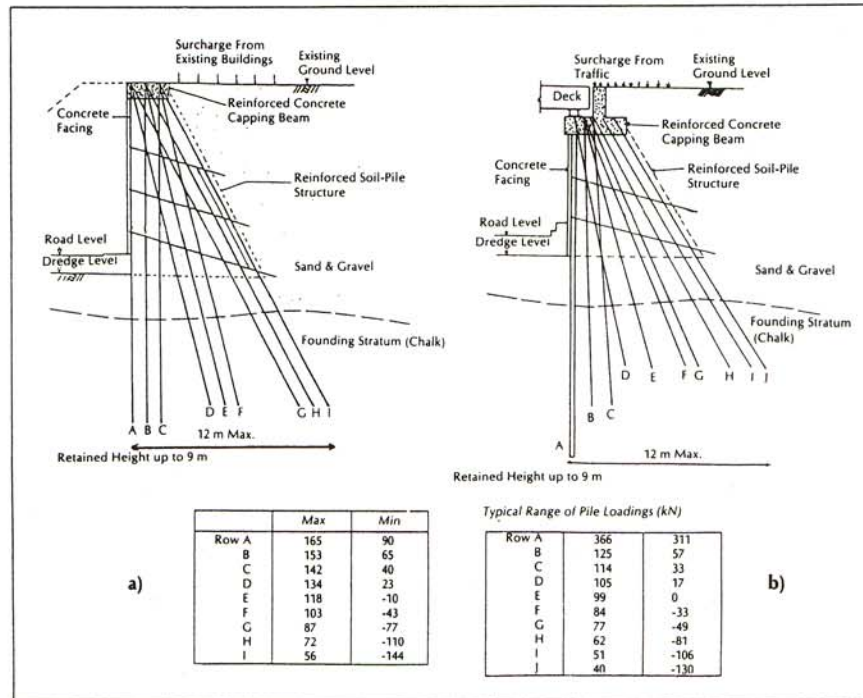 Surcharge From
Existing Buildings
Existing
Ground Level
Concrete
Facing
Reinforced Concrete
Capping Beam
Reinforced Soil-Pile
Structure
Road Level
Dredge Level
Sand & Gravel
Founding Stratum (Chalk)
A B C D E F G H I
12 m Max.
Retained Height up to 9 m
Max Min
Row A 165 90
B 153 65
C 142 40
D 134 23
E 118 -10
F 103 -43
G 87 -77
H 72 -110
I 56 -144
a)
Surcharge From
Traffic
Existing
Ground Level
Deck
Reinforced Concrete
Capping Beam
Concrete
Facing
Reinforced Soil-Pile
Structure
Road Level
Dredge Level
Sand & Gravel
Founding Stratum
(Chalk)
D E F G H I J
B C
A
12 m Max.
Retained Height up to 9 m
Typical Range of Pile Loadings (kN)
Row A 366 311
B 125 57
C 114 33
D 105 17
E 99 0
F 84 -33
G 77 -49
H 62 -81
I 51 -106
J 40 -130
b)